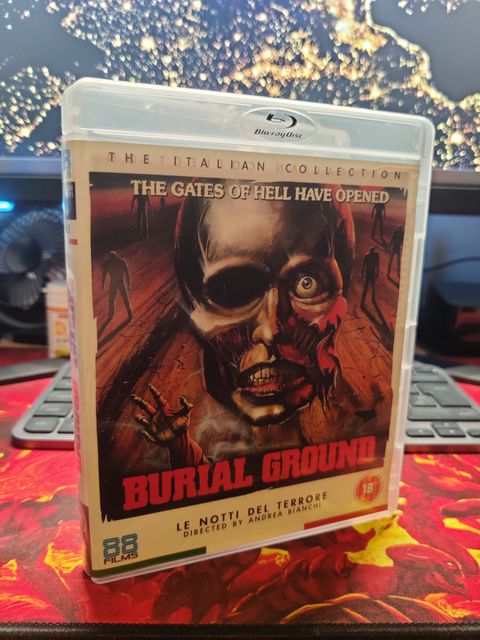 Blu-ray Disc
THE ITALIAN COLLECTION
THE GATES OF HELL HAVE OPENED
BURIAL GROUND
LE NOTTI DEL TERRORE
DIRECTED BY ANDREA BIANCHI
18
88
FILMS